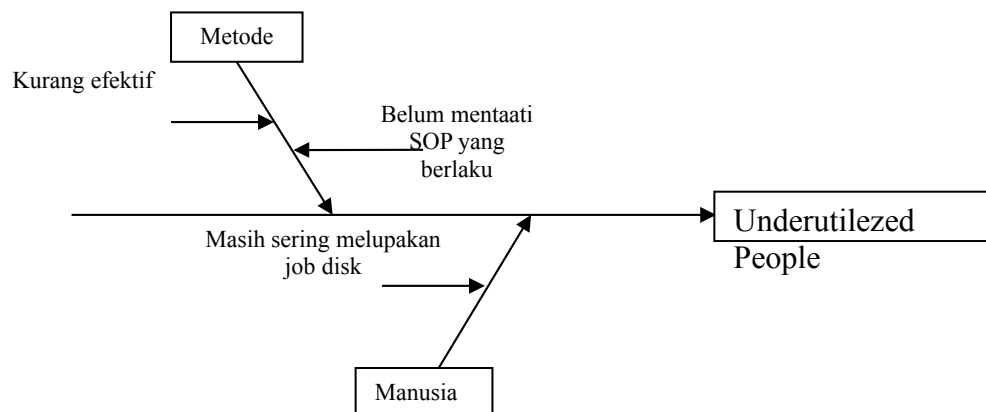 Metode
Kurang efektif
Belum mentaati
SOP yang
berlaku
Underutilezed
People
Masih sering melupakan
job disk
Manusia